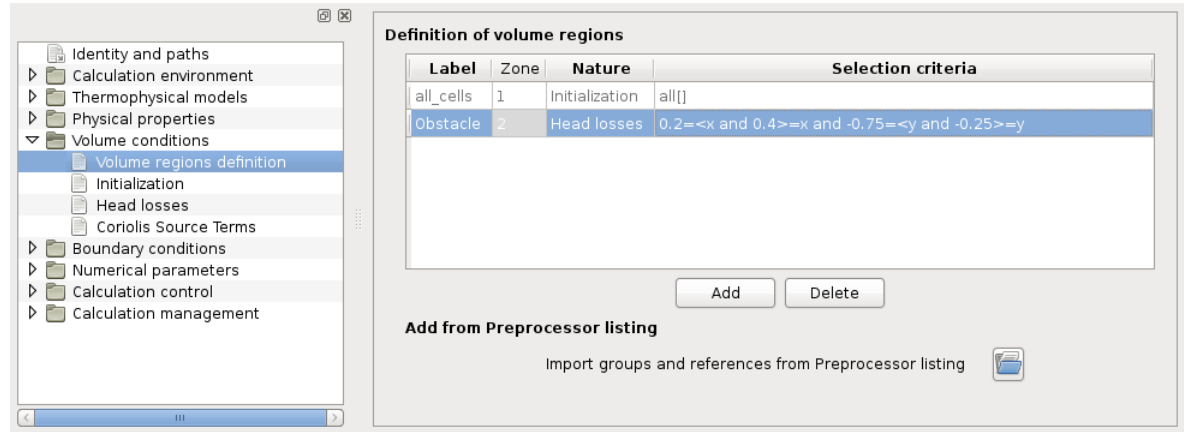 Identity and paths
Calculation environment
Thermophysical models
Physical properties
Volume conditions
Volume regions definition
Initialization
Head losses
Coriolis Source Terms
Boundary conditions
Numerical parameters
Calculation control
Calculation management
Definition of volume regions
Label Zone Nature Selection criteria
all_cells 1 Initialization all[]
Obstacle 2 Head losses 0.2=<x and 0.4>=x and -0.75=<y and -0.25>=y
Add Delete
Add from Preprocessor listing
Import groups and references from Preprocessor listing